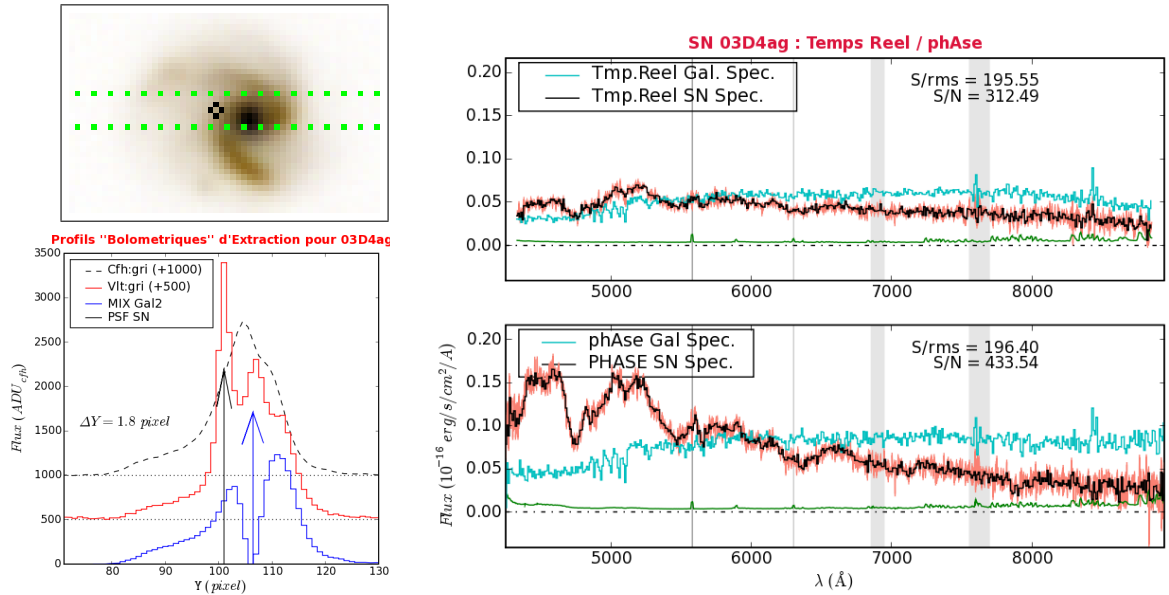 Profils "Bolometriques" d'Extraction pour 03D4ag
3500
3000
2500
2000
1500
1000
500
0
Flux (ADU_cfh)
Cfh:gri (+1000)
Vlt:gri (+500)
MIX Gal2
PSF SN
ΔY = 1.8 pixel
80 90 100 110 120 130
Y (pixel)
SN 03D4ag : Temps Reel / phAse
0.20
0.15
0.10
0.05
0.00
Tmp.Reel Gal. Spec.
Tmp.Reel SN Spec.
S/rms = 195.55
S/N = 312.49
5000 6000 7000 8000
0.20
0.15
0.10
0.05
0.00
Flux (10^-16 erg/s/cm^2/A)
phAse Gal Spec.
PHASE SN Spec.
S/rms = 196.40
S/N = 433.54
5000 6000 7000 8000
λ (Å)